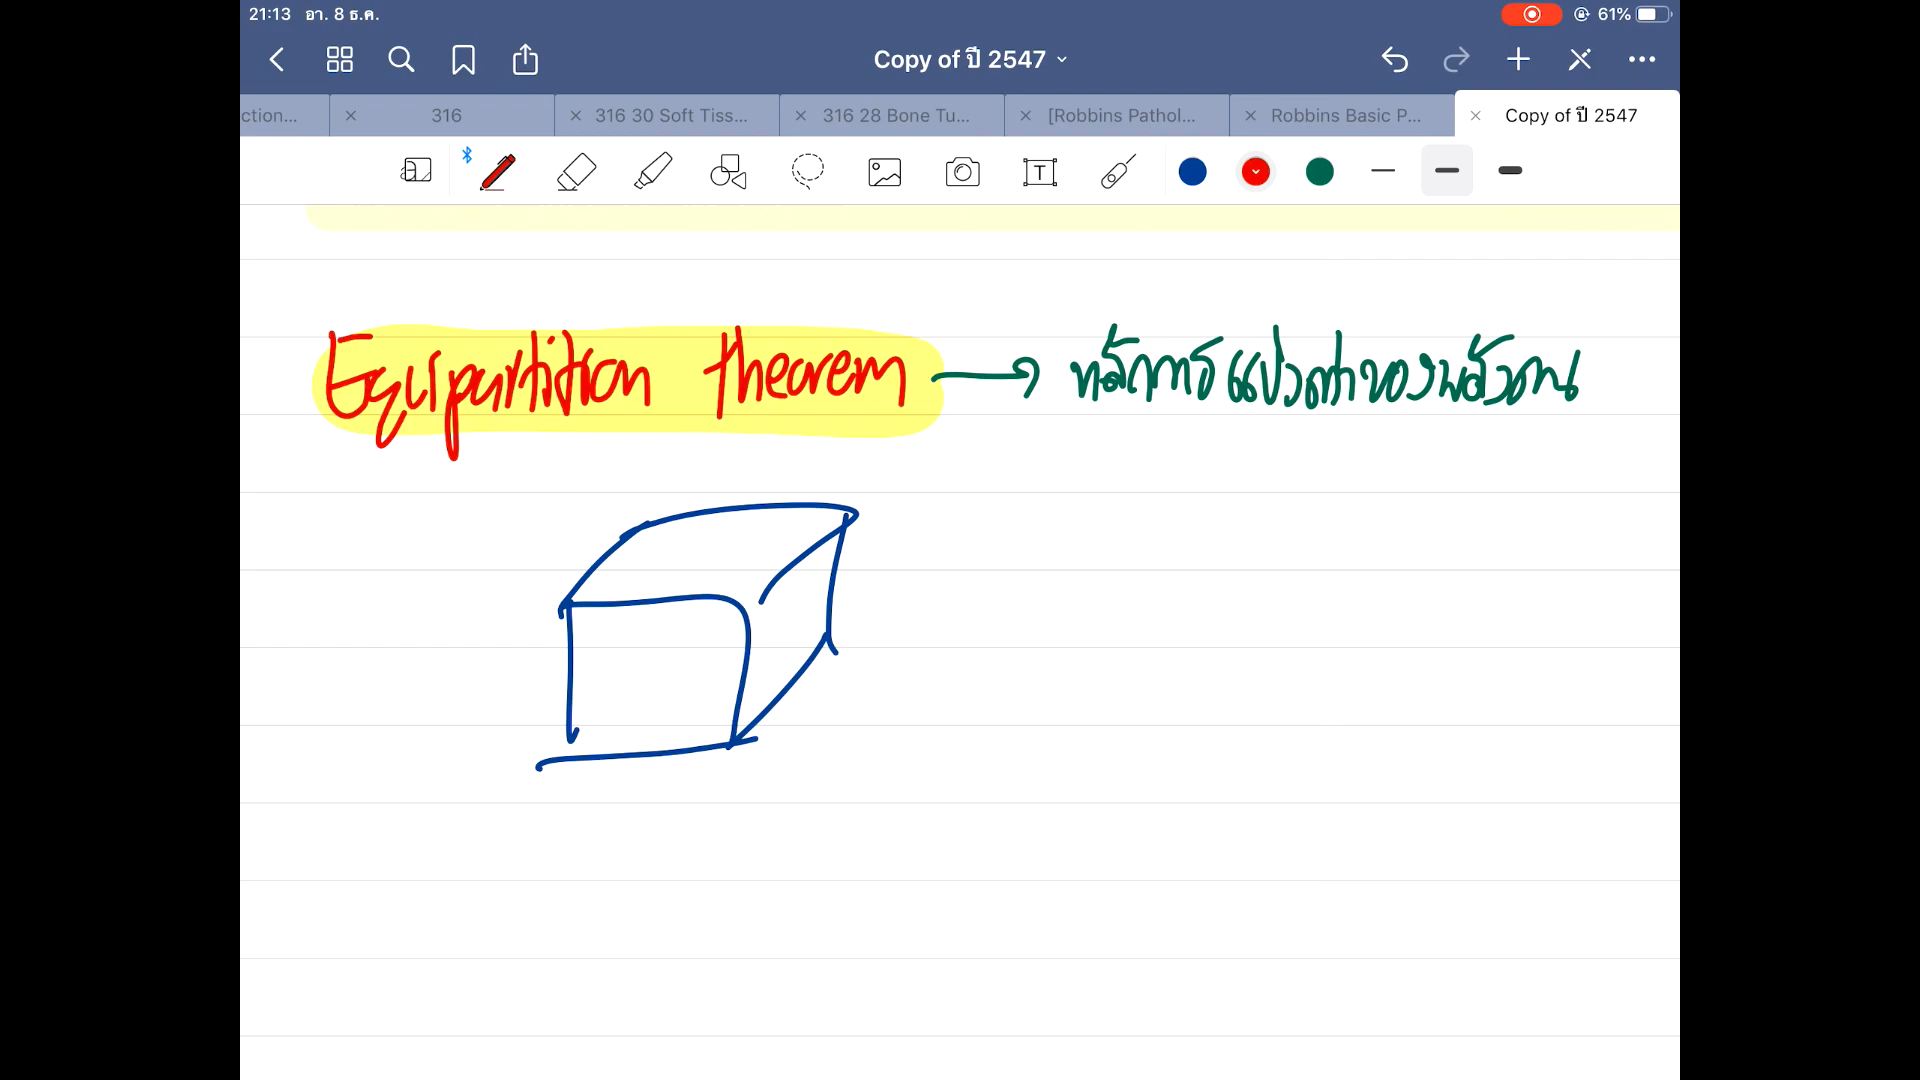 21:13 อา. 8 ธ.ค. 61%
Copy of ปี 2547
ction... 316 316 30 Soft Tiss... 316 28 Bone Tu... [Robbins Pathol... Robbins Basic P... Copy of ปี 2547
T
Equipartition theorem → หลักการแบ่งเท่าของพลังงาน